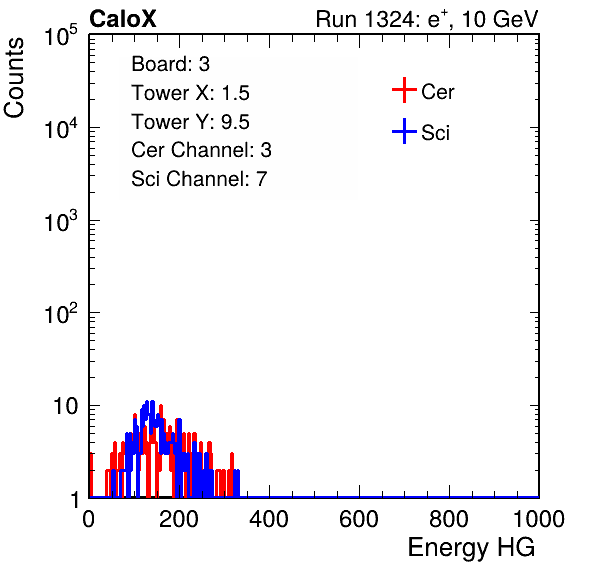 CaloX Run 1324: e⁺, 10 GeV
Counts
10⁵
10⁴
10³
10²
10
1
Board: 3
Tower X: 1.5
Tower Y: 9.5
Cer Channel: 3
Sci Channel: 7
Cer
Sci
0 200 400 600 800 1000
Energy HG